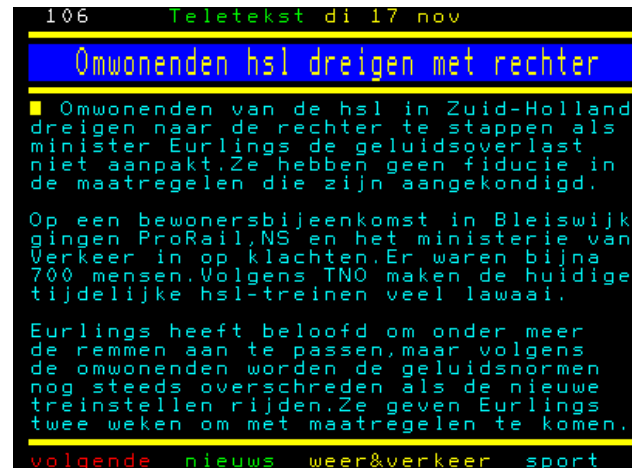 106 Teletekst di 17 nov
Omwonenden hsl dreigen met rechter
Omwonenden van de hsl in Zuid-Holland
dreigen naar de rechter te stappen als
minister Eurlings de geluidsoverlast
niet aanpakt.Ze hebben geen fiducie in
de maatregelen die zijn aangekondigd.
Op een bewonersbijeenkomst in Bleiswijk
gingen ProRail,NS en het ministerie van
Verkeer in op klachten.Er waren bijna
700 mensen.Volgens TNO maken de huidige
tijdelijke hsl-treinen veel lawaai.
Eurlings heeft beloofd om onder meer
de remmen aan te passen,maar volgens
de omwonenden worden de geluidsnormen
nog steeds overschreden als de nieuwe
treinstellen rijden.Ze geven Eurlings
twee weken om met maatregelen te komen.
volgende nieuws weer&verkeer sport